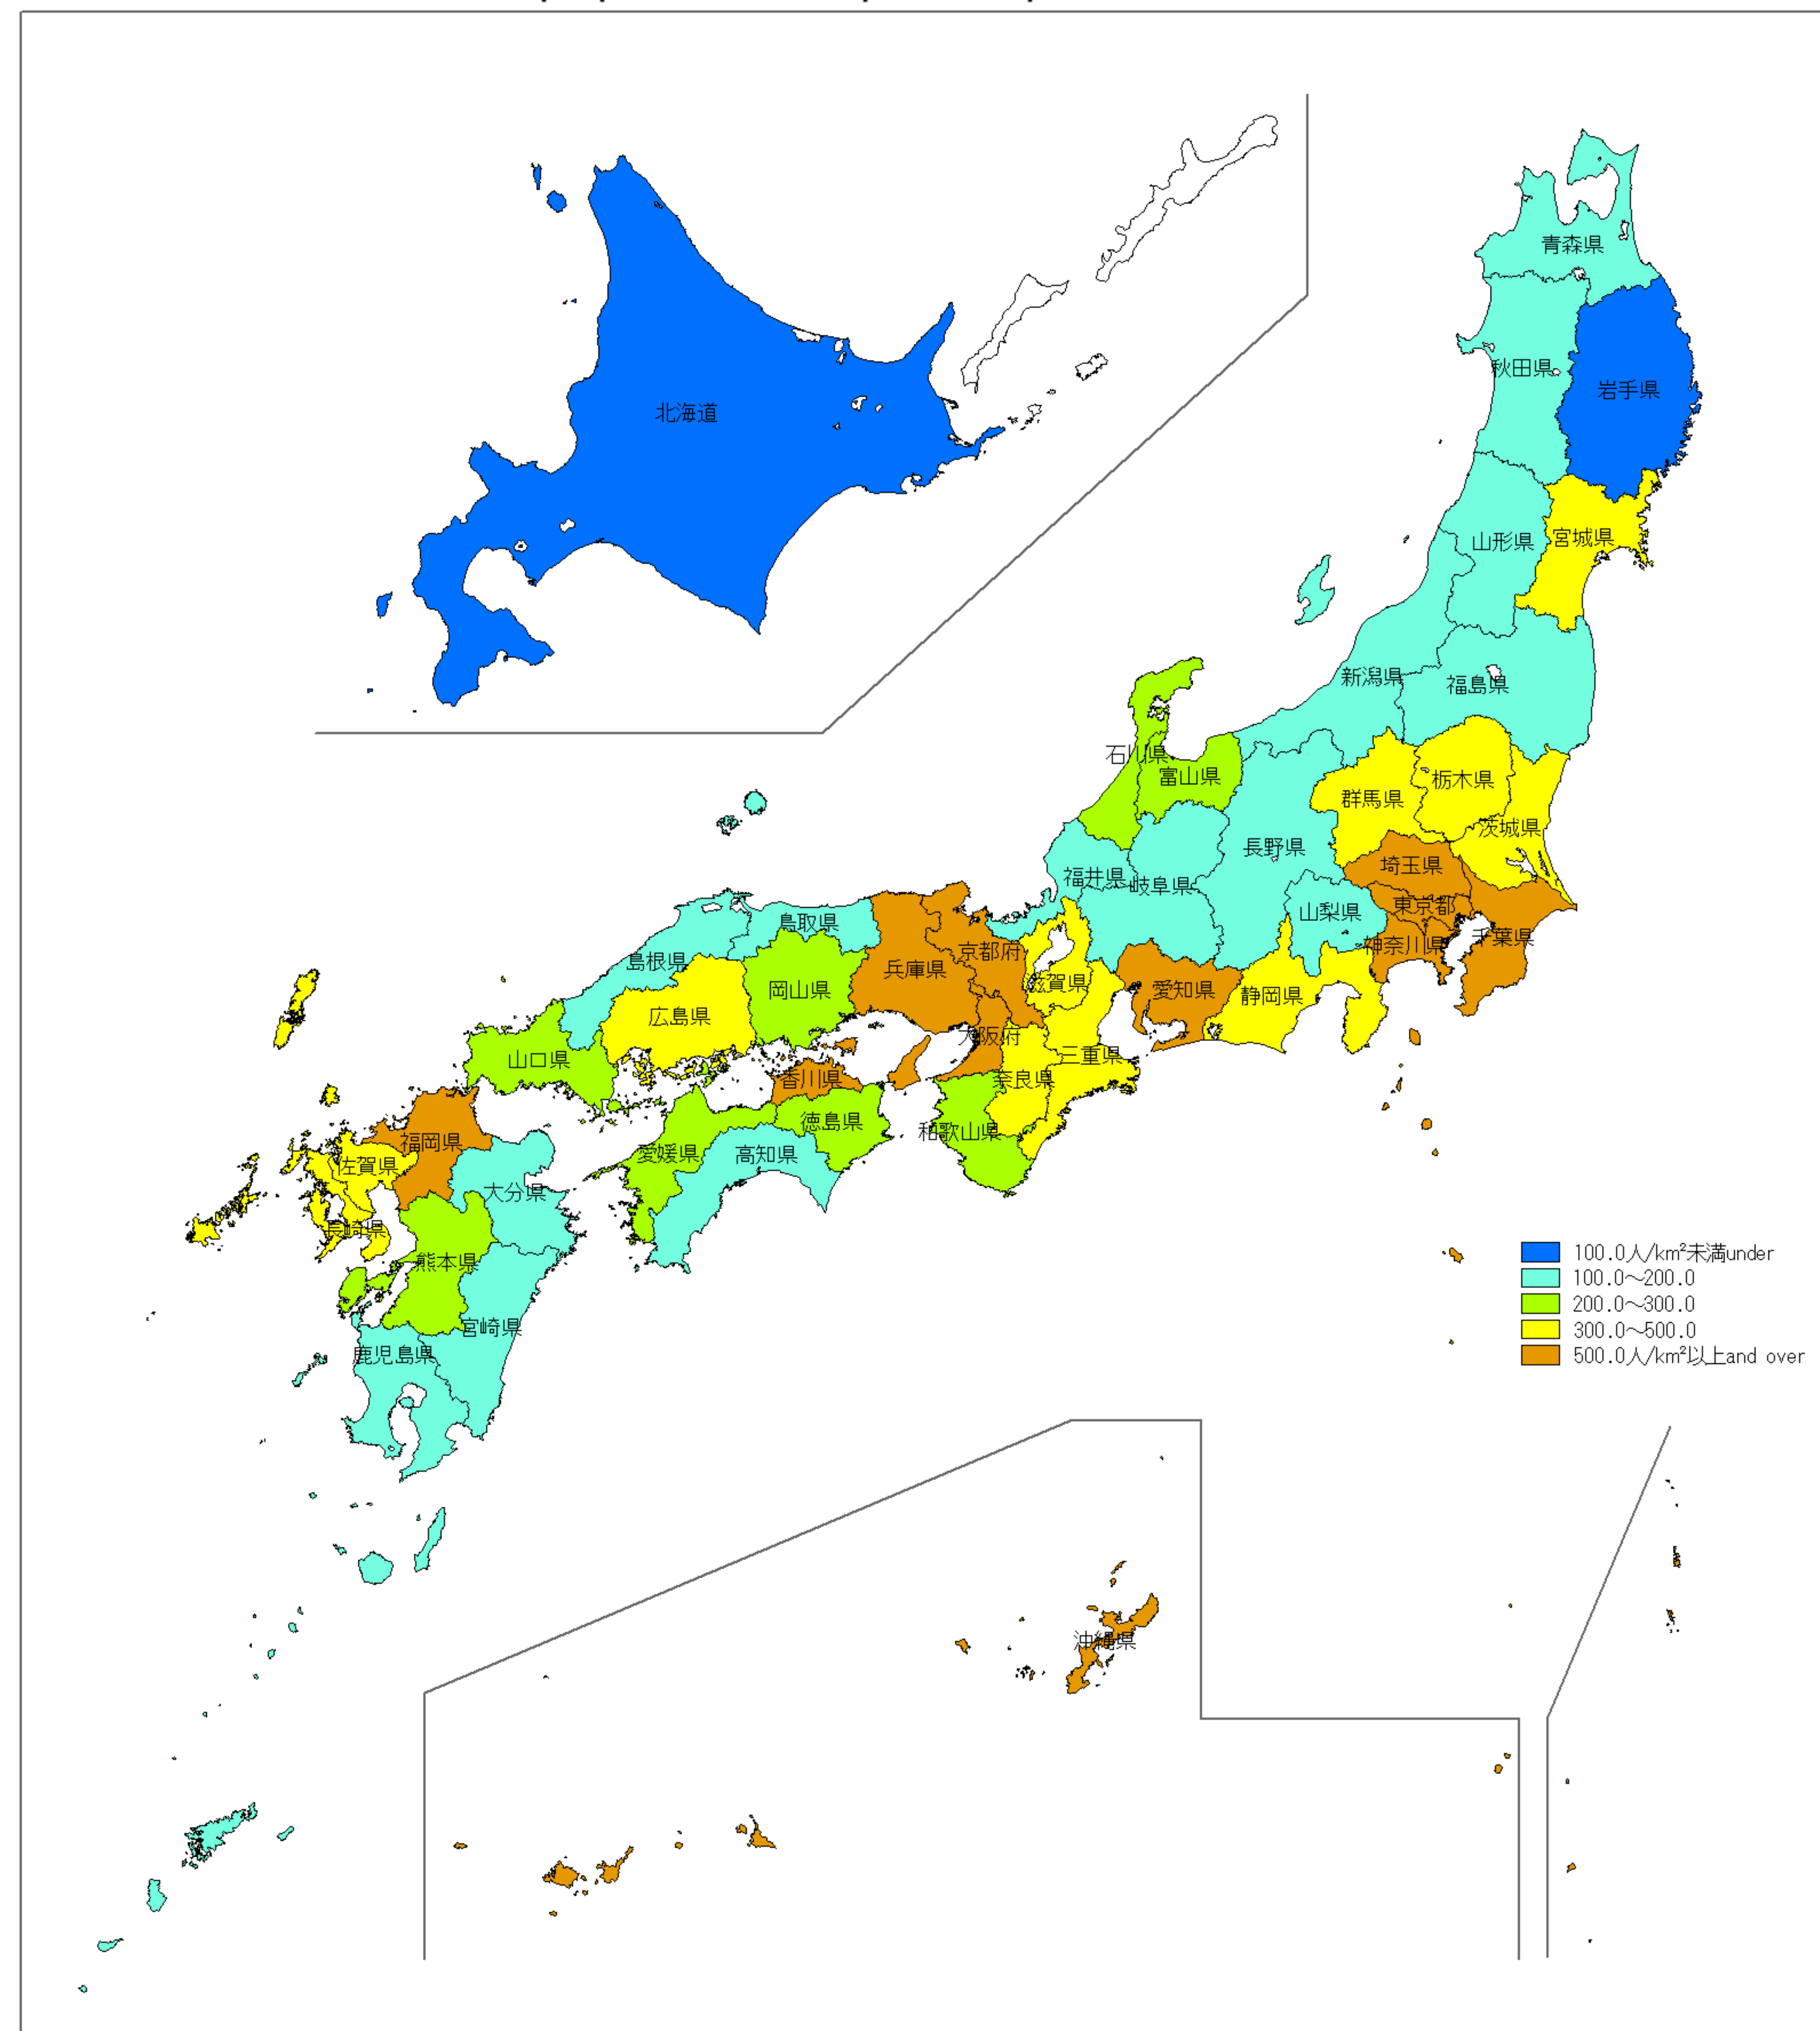 青森県
北海道
秋田県
岩手県
山形県
宮城県
新潟県
福島県
石川県
富山県
群馬県
栃木県
茨城県
長野県
埼玉県
福井県
岐阜県
山梨県
東京都
神奈川県
千葉県
鳥取県
島根県
岡山県
兵庫県
京都府
滋賀県
愛知県
静岡県
広島県
大阪府
三重県
山口県
香川県
奈良県
徳島県
和歌山県
福岡県
愛媛県
高知県
佐賀県
大分県
長崎県
熊本県
宮崎県
鹿児島県
100.0人/km²未満under
100.0～200.0
200.0～300.0
300.0～500.0
500.0人/km²以上and over
沖縄県